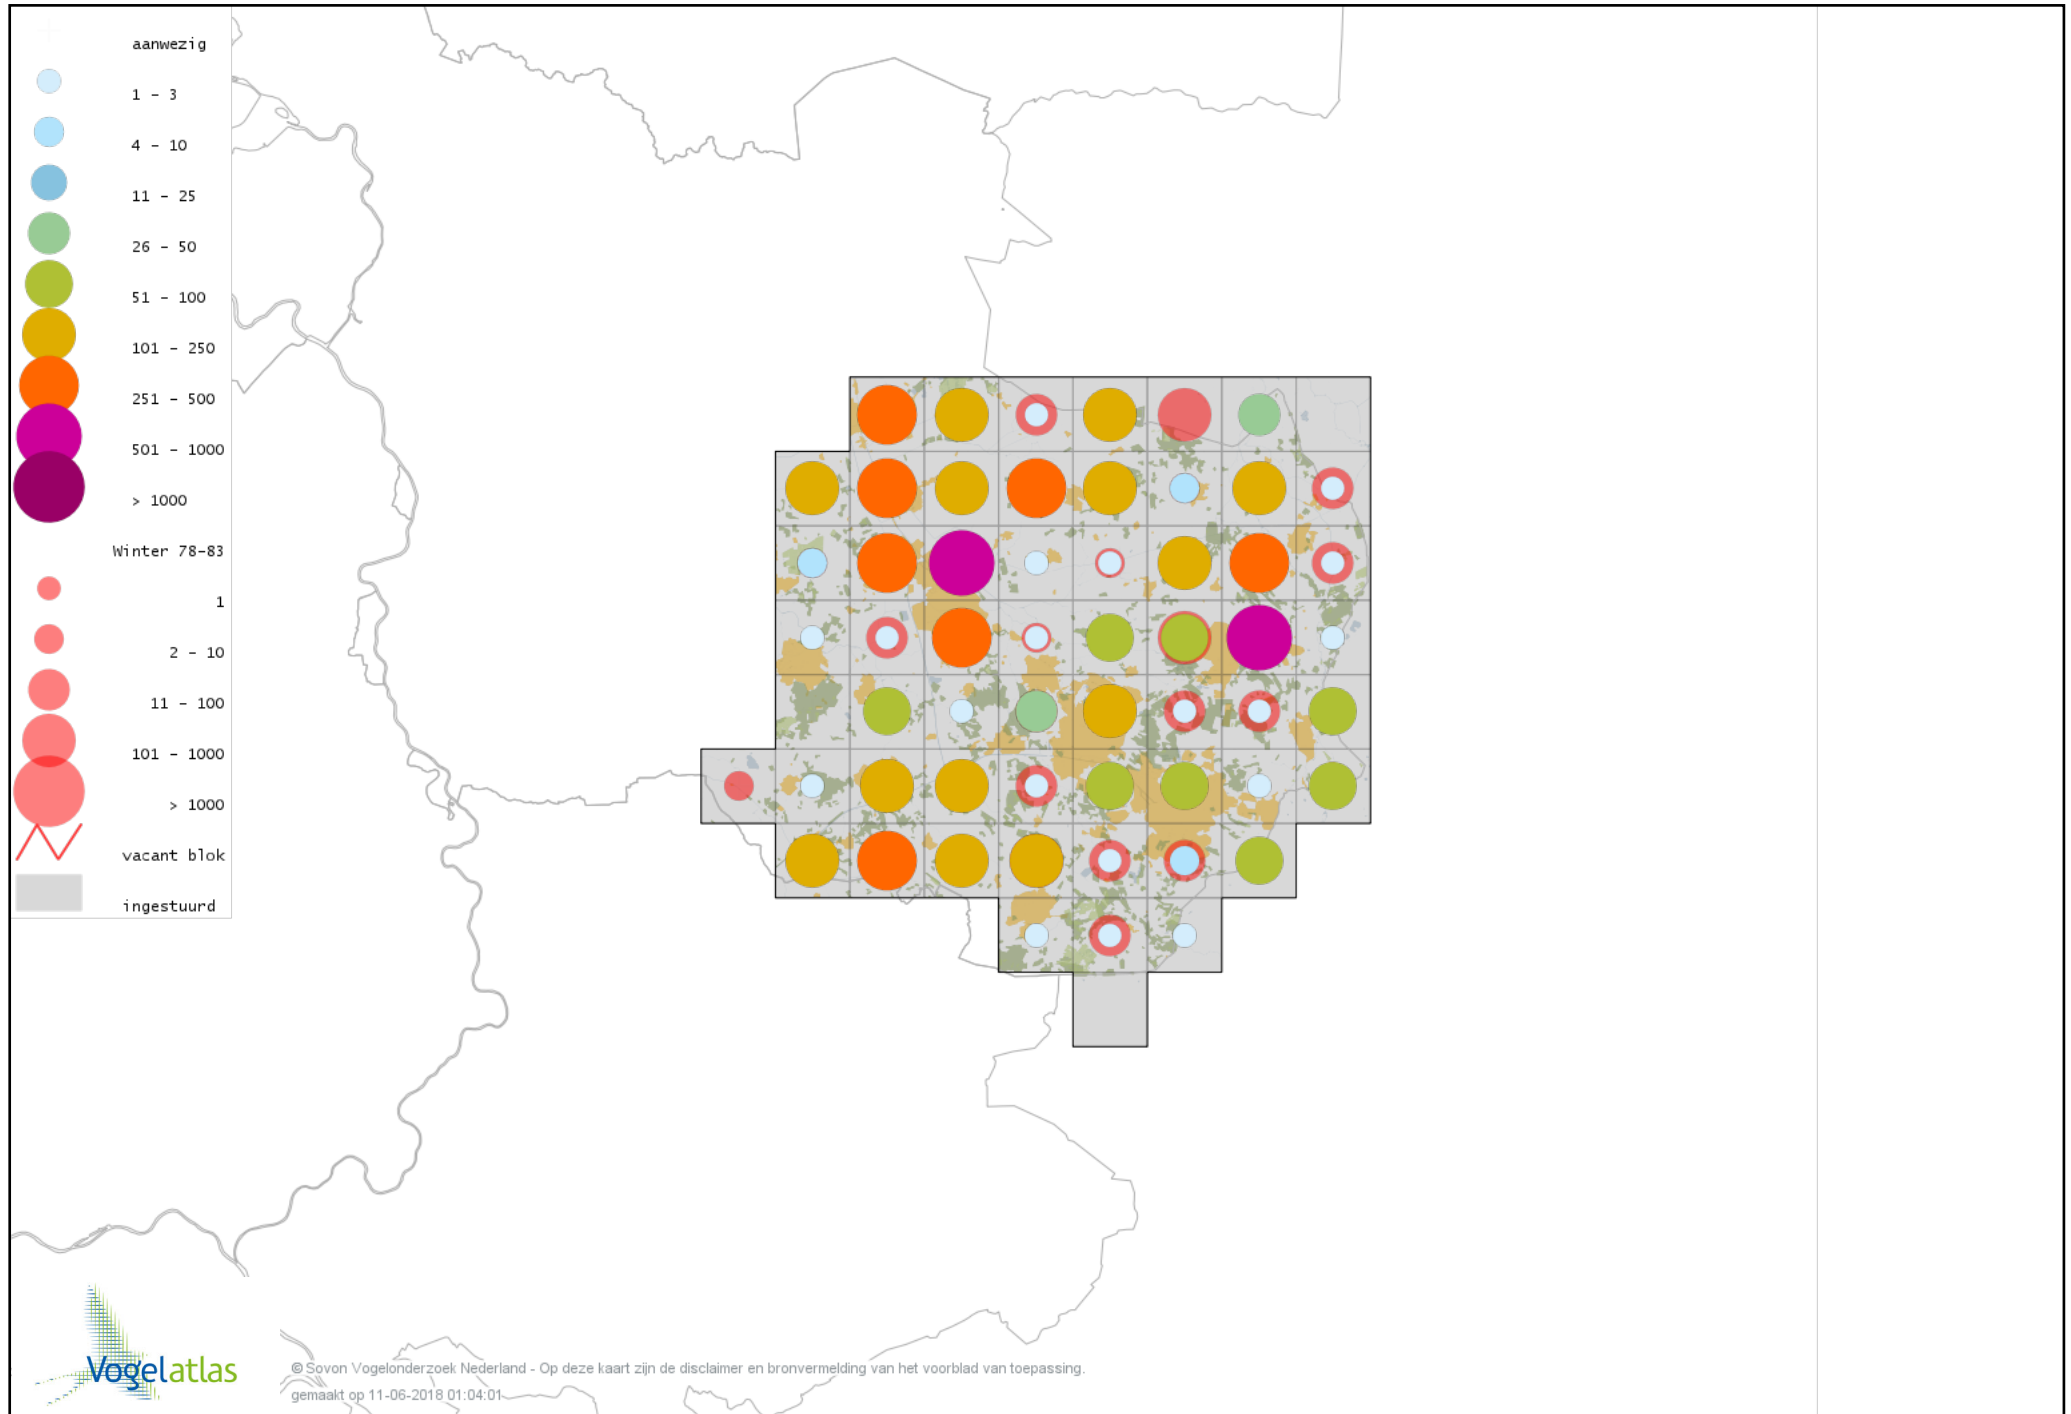 aanwezig
1 - 3
4 - 10
11 - 25
26 - 50
51 - 100
101 - 250
251 - 500
501 - 1000
> 1000
Winter 78-83
1
2 - 10
11 - 100
101 - 1000
> 1000
vacant blok
ingestuurd
Vogelatlas
© Sovon Vogelonderzoek Nederland - Op deze kaart zijn de disclaimer en bronvermelding van het voorblad van toepassing.
gemaakt op 11-06-2018 01:04:01